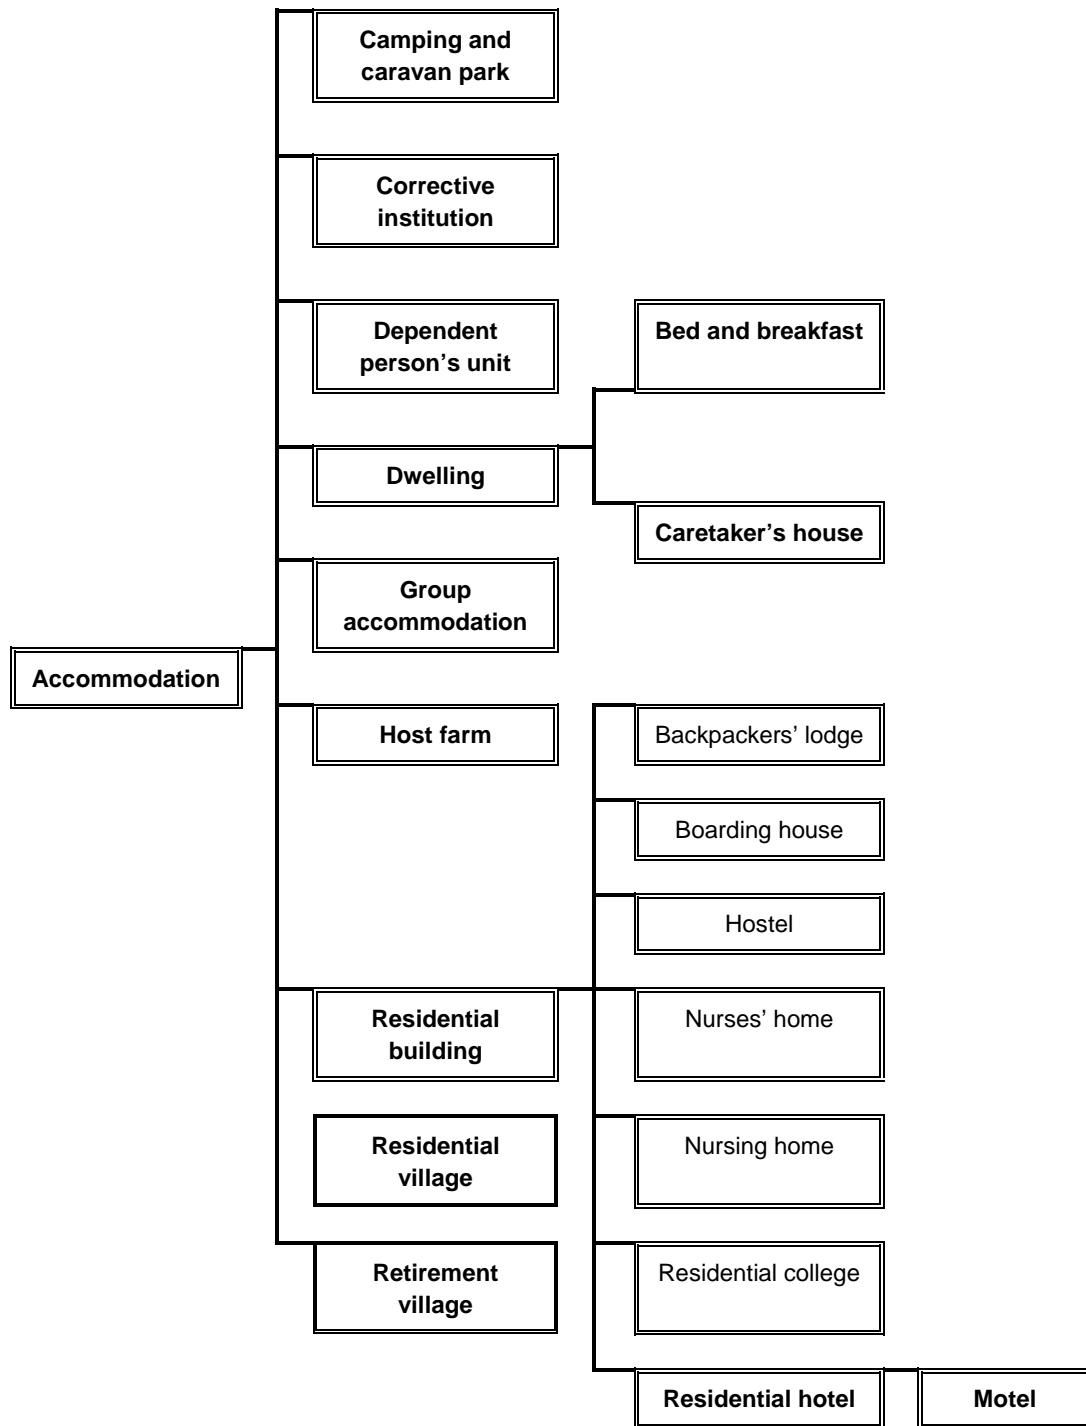 Camping and
caravan park
Corrective
institution
Dependent
person’s unit
Bed and breakfast
Dwelling
Caretaker’s house
Group
accommodation
Accommodation
Host farm
Backpackers’ lodge
Boarding house
Hostel
Residential
building
Nurses’ home
Residential
village
Nursing home
Retirement
village
Residential college
Residential hotel
Motel